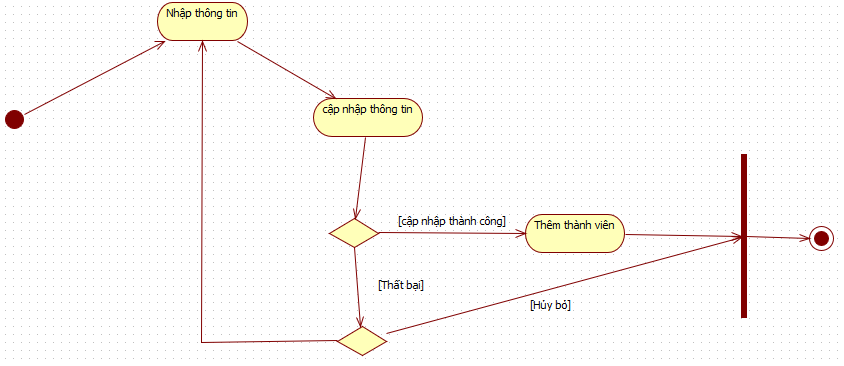 Nhập thông tin
cập nhập thông tin
[cập nhập thành công]
Thêm thành viên
[Thất bại]
[Hủy bỏ]